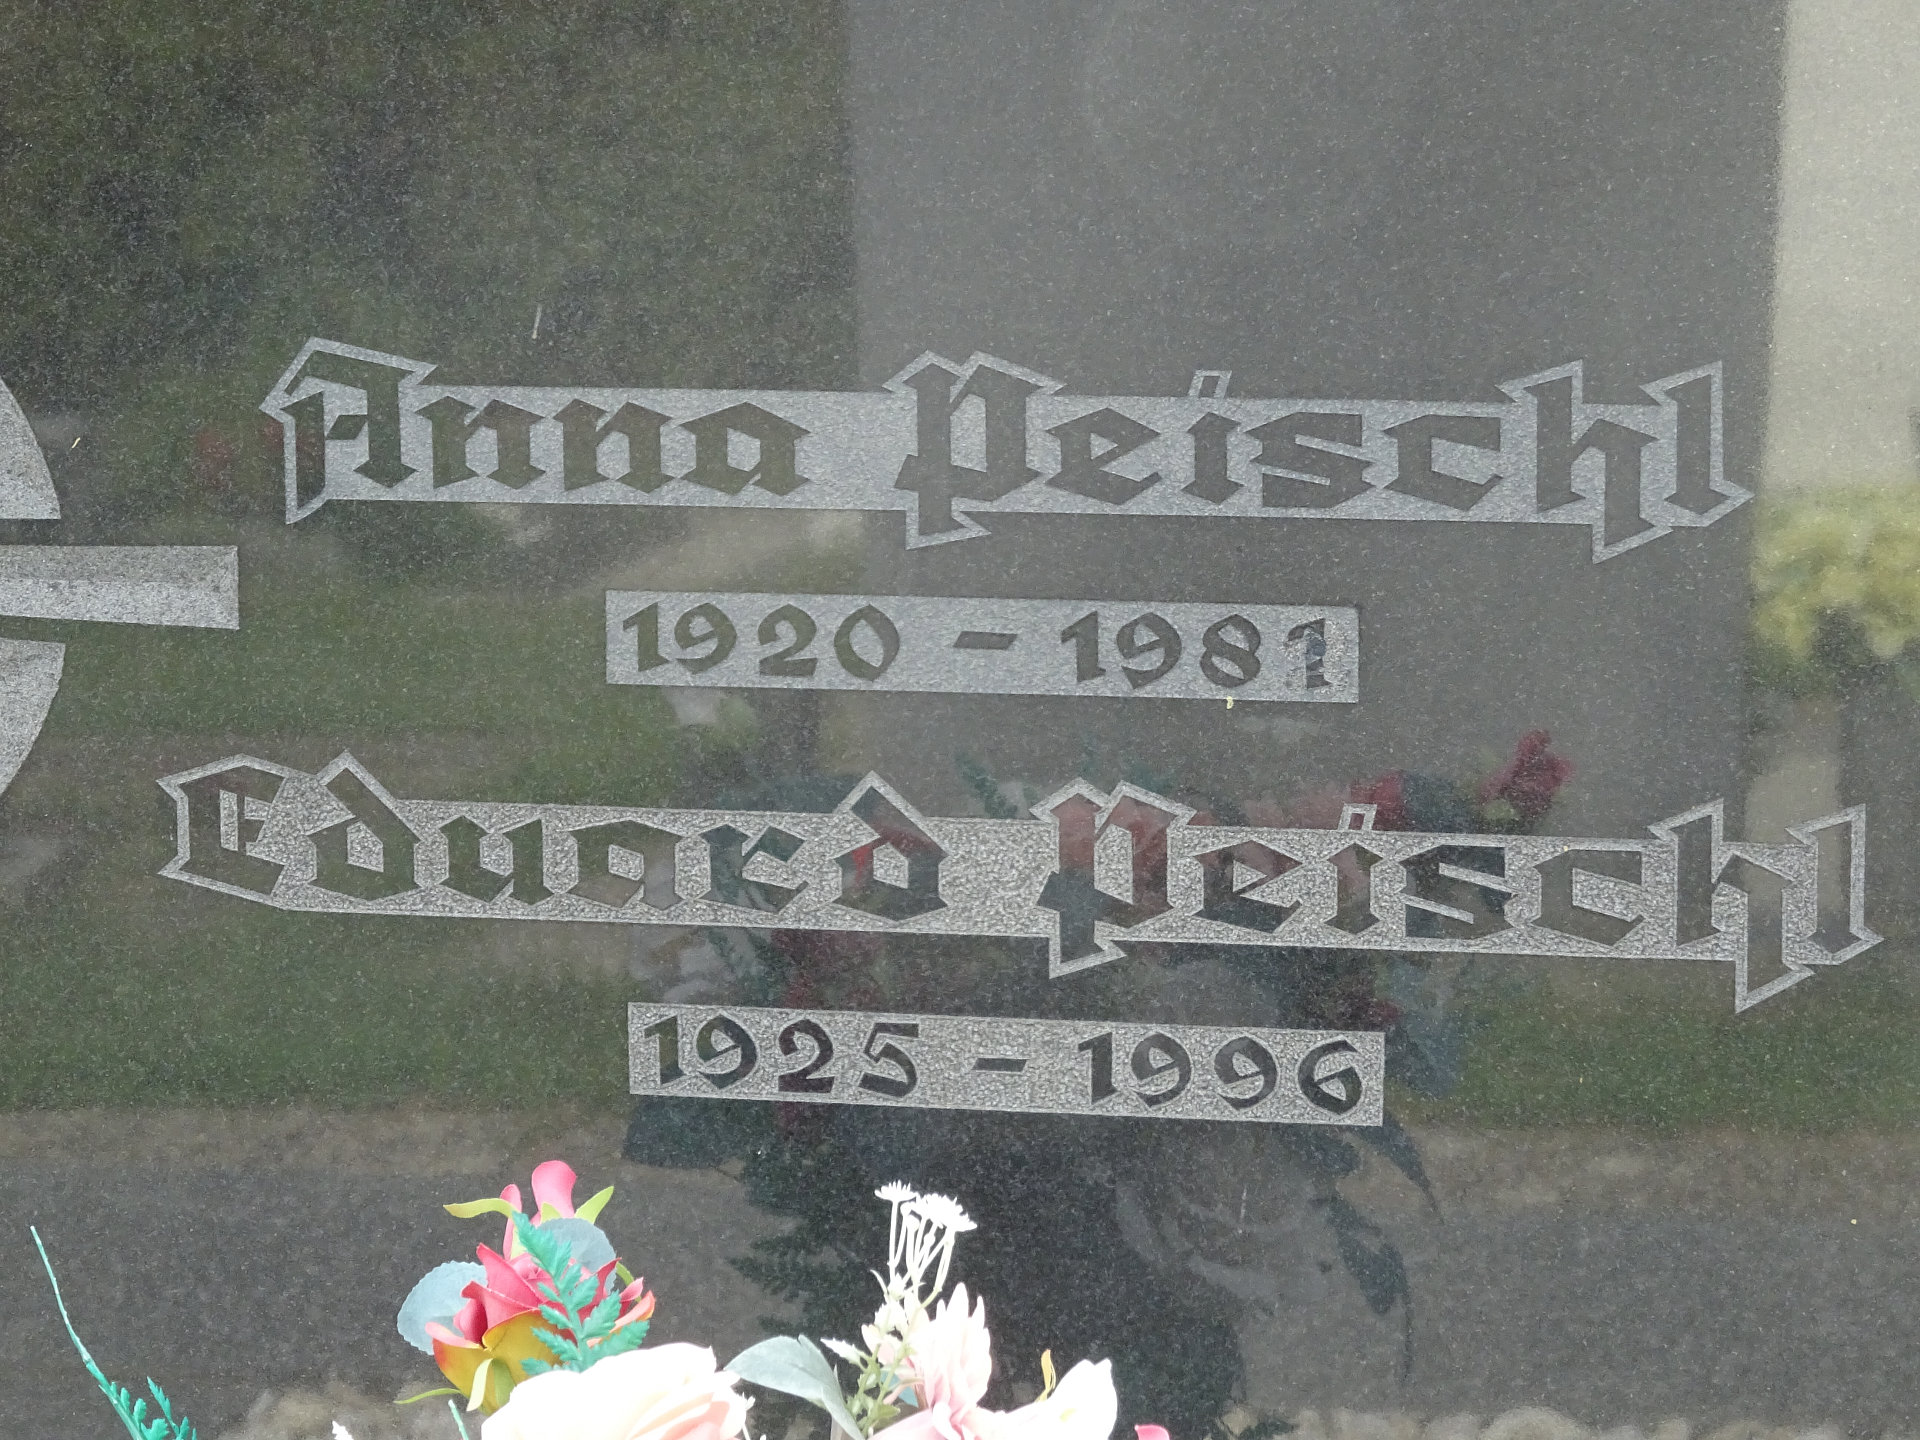 Anna Peischl
1920 - 1981
Eduard Peischl
1925 - 1996